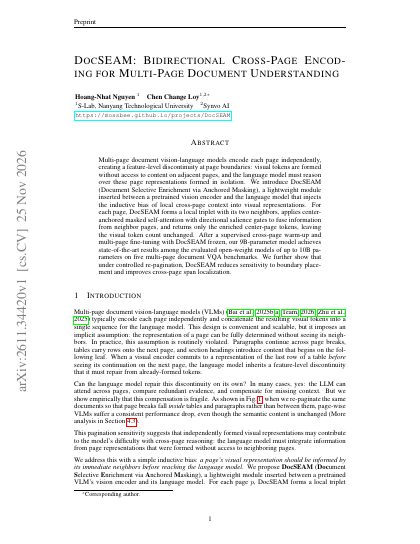 Preprint
DOCSEAM: BIDIRECTIONAL CROSS-PAGE ENCOD-
ING FOR MULTI-PAGE DOCUMENT UNDERSTANDING
Hoang-Nhat Nguyen 1 Chen Change Loy 1,2*
1S-Lab, Nanyang Technological University 2Synvo AI
https://mossbee.github.io/projects/DocSEAM
ABSTRACT
Multi-page document vision-language models encode each page independently,
creating a feature-level discontinuity at page boundaries: visual tokens are formed
without access to content on adjacent pages, and the language model must reason
over these page representations formed in isolation. We introduce DocSEAM
(Document Selective Enrichment via Anchored Masking), a lightweight module
inserted between a pretrained vision encoder and the language model that injects
the inductive bias of local cross-page context into visual representations. For
each page, DocSEAM forms a local triplet with its two neighbors, applies center-
anchored masked self-attention with directional salience gates to fuse information
from neighbor pages, and returns only the enriched center-page tokens, leaving
the visual token count unchanged. After a supervised cross-page warm-up and
multi-page fine-tuning with DocSEAM frozen, our 9B-parameter model achieves
state-of-the-art results among the evaluated open-weight models of up to 10B pa-
rameters on five multi-page document VQA benchmarks. We further show that
under controlled re-pagination, DocSEAM reduces sensitivity to boundary place-
ment and improves cross-page span localization.
1 INTRODUCTION
Multi-page document vision-language models (VLMs) (Bai et al., 2025b;a; Team, 2026; Zhu et al.,
2025) typically encode each page independently and concatenate the resulting visual tokens into a
single sequence for the language model. This design is convenient and scalable, but it imposes an
implicit assumption: the representation of a page can be fully determined without seeing its neigh-
bors. In practice, this assumption is routinely violated. Paragraphs continue across page breaks,
tables carry rows onto the next page, and section headings introduce content that begins on the fol-
lowing leaf. When a visual encoder commits to a representation of the last row of a table before
seeing its continuation on the next page, the language model inherits a feature-level discontinuity
that it must repair from already-formed tokens.
Can the language model repair this discontinuity on its own? In many cases, yes: the LLM can
attend across pages, compare redundant evidence, and compensate for missing context. But we
show empirically that this compensation is fragile. As shown in Fig. 1, when we re-paginate the same
documents so that page breaks fall inside tables and paragraphs rather than between them, page-wise
VLMs suffer a consistent performance drop, even though the semantic content is unchanged (More
analysis in Section 4.3).
This pagination sensitivity suggests that independently formed visual representations may contribute
to the model's difficulty with cross-page reasoning: the language model must integrate information
from page representations that were formed without access to neighboring pages.
We address this with a simple inductive bias: a page's visual representation should be informed by
its immediate neighbors before reaching the language model. We propose DocSEAM (Document
Selective Enrichment via Anchored Masking), a lightweight module inserted between a pretrained
VLM's vision encoder and its language model. For each page p, DocSEAM forms a local triplet
*Corresponding author.
1
arXiv:2611.34420v1 [cs.CV] 25 Nov 2026